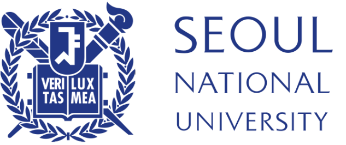 VERI LUX
TAS MEA
SEOUL
NATIONAL
UNIVERSITY